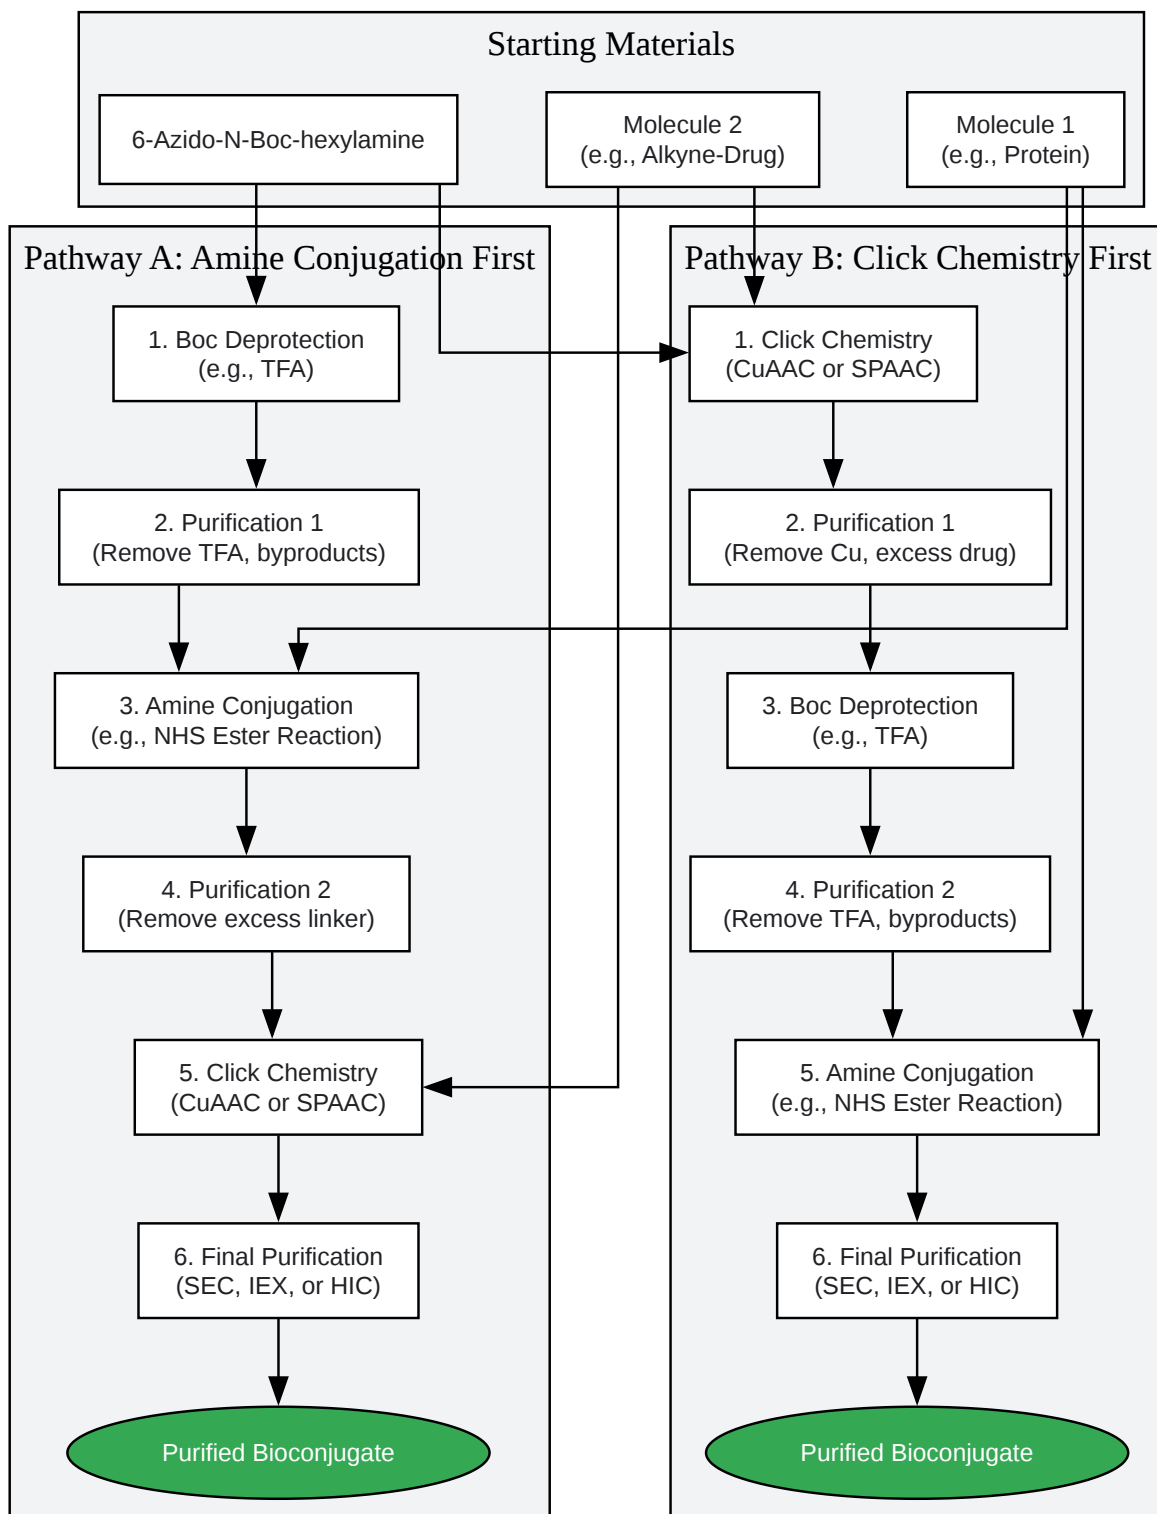 Starting Materials
6-Azido-N-Boc-hexylamine
Molecule 2
(e.g., Alkyne-Drug)
Molecule 1
(e.g., Protein)
Pathway A: Amine Conjugation First
1. Boc Deprotection
(e.g., TFA)
2. Purification 1
(Remove TFA, byproducts)
3. Amine Conjugation
(e.g., NHS Ester Reaction)
4. Purification 2
(Remove excess linker)
5. Click Chemistry
(CuAAC or SPAAC)
6. Final Purification
(SEC, IEX, or HIC)
Purified Bioconjugate
Pathway B: Click Chemistry First
1. Click Chemistry
(CuAAC or SPAAC)
2. Purification 1
(Remove Cu, excess drug)
3. Boc Deprotection
(e.g., TFA)
4. Purification 2
(Remove TFA, byproducts)
5. Amine Conjugation
(e.g., NHS Ester Reaction)
6. Final Purification
(SEC, IEX, or HIC)
Purified Bioconjugate